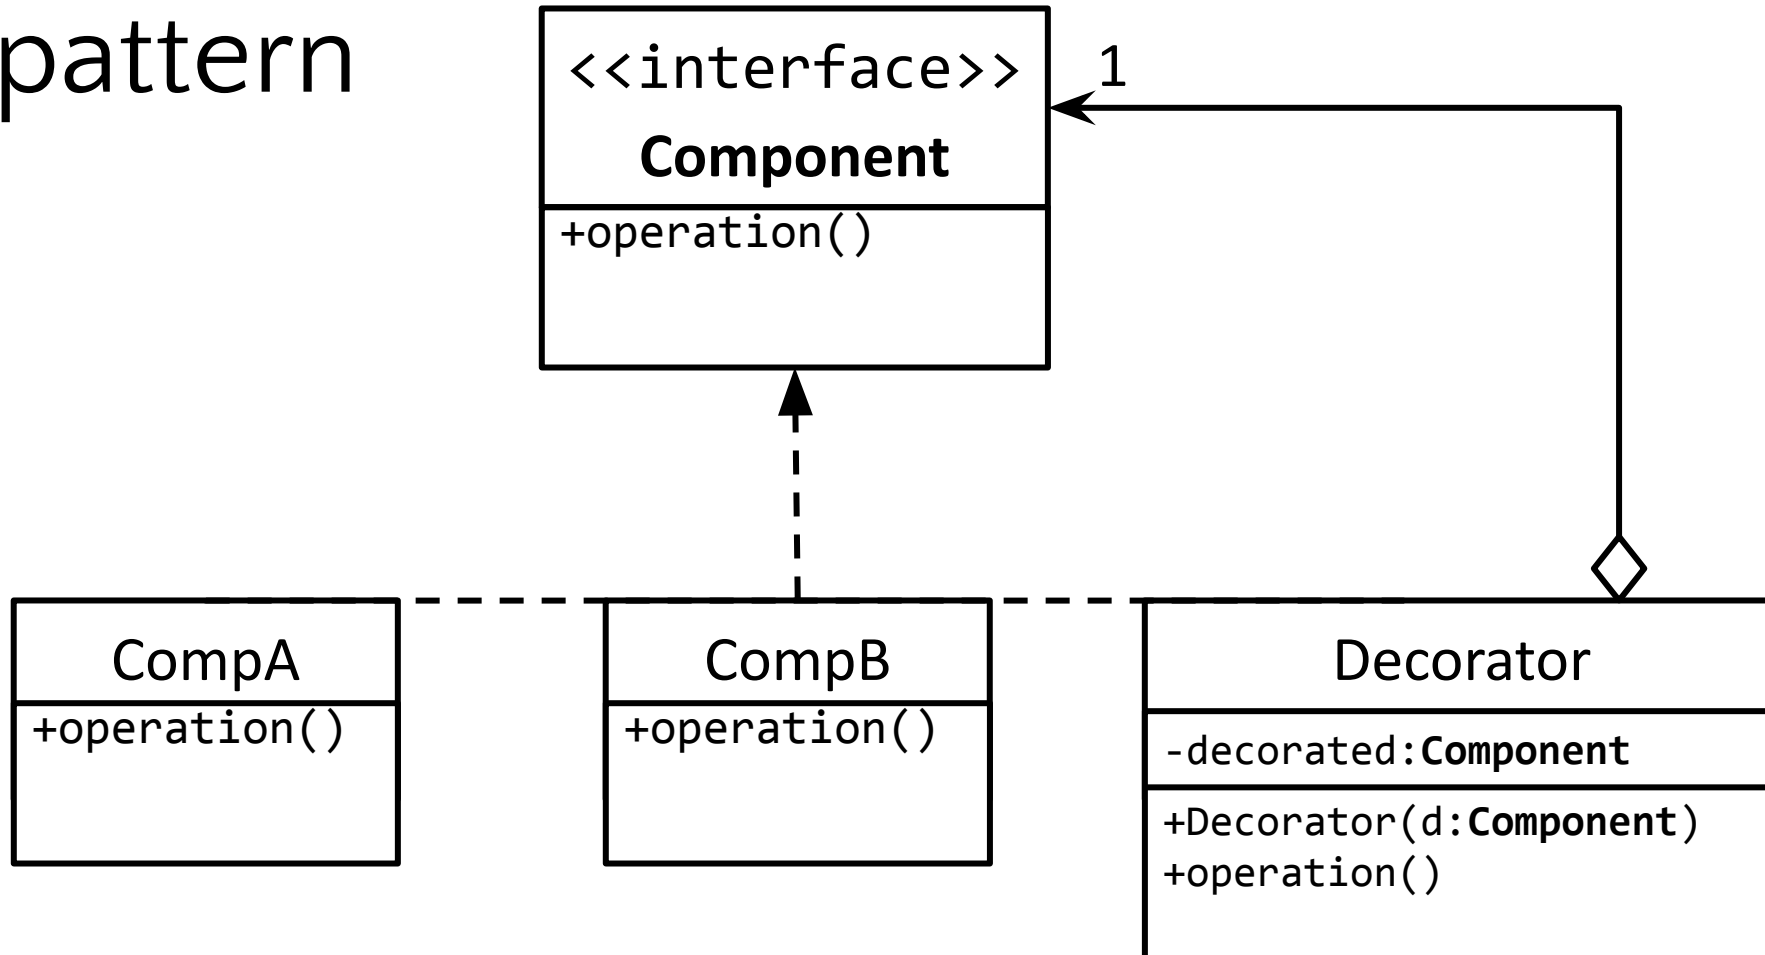 pattern
<<interface>>
Component
+operation()
1
CompA
+operation()
CompB
+operation()
Decorator
-decorated:Component
+Decorator(d:Component)
+operation()